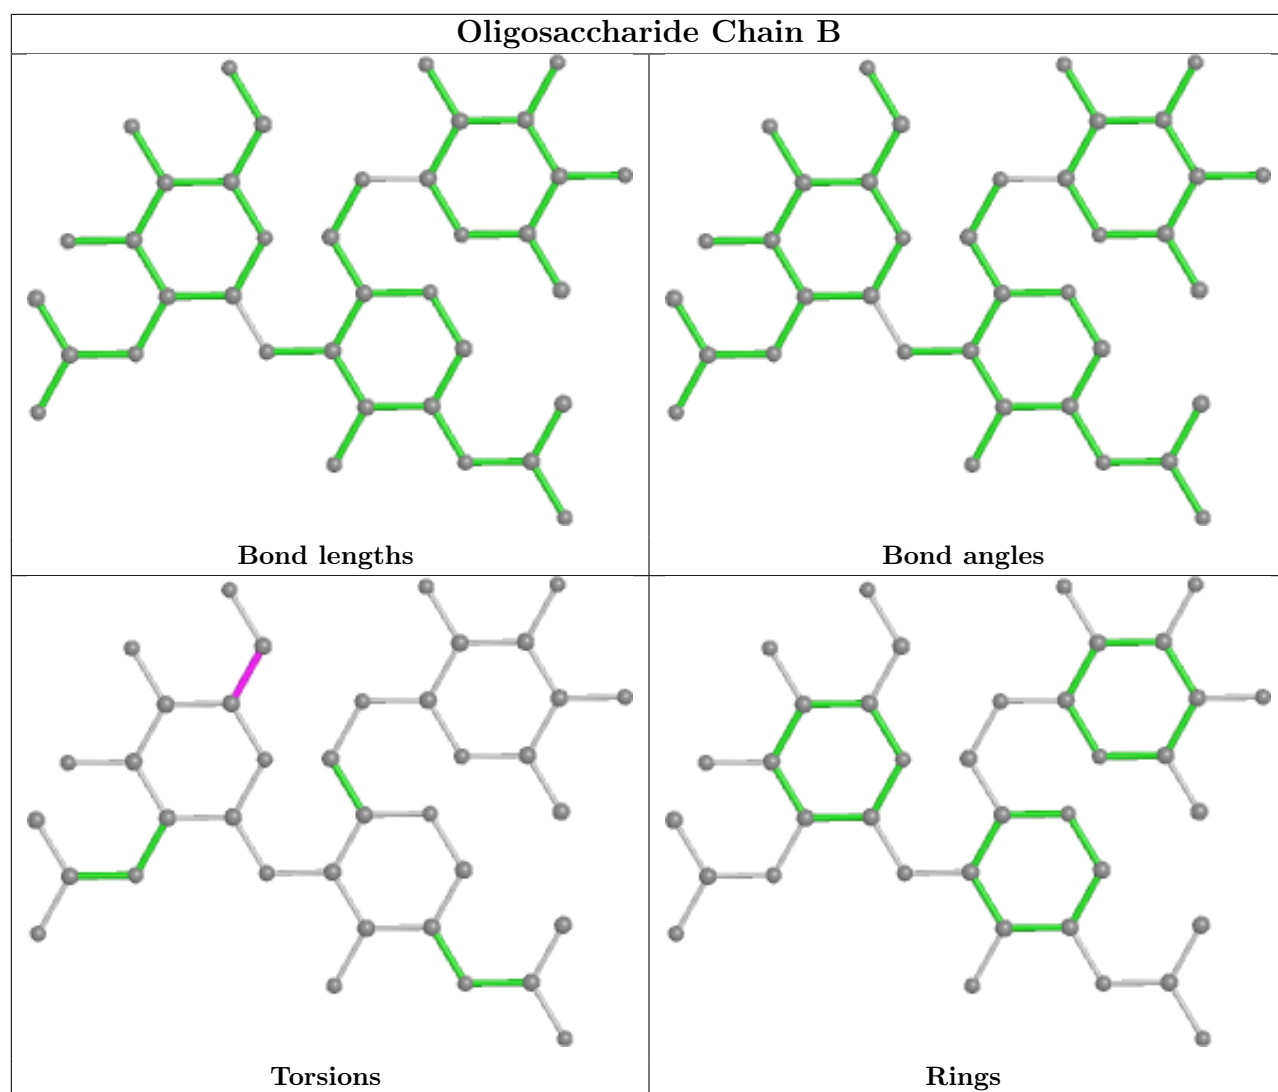 Oligosaccharide Chain B
Bond lengths
Bond angles
Torsions
Rings